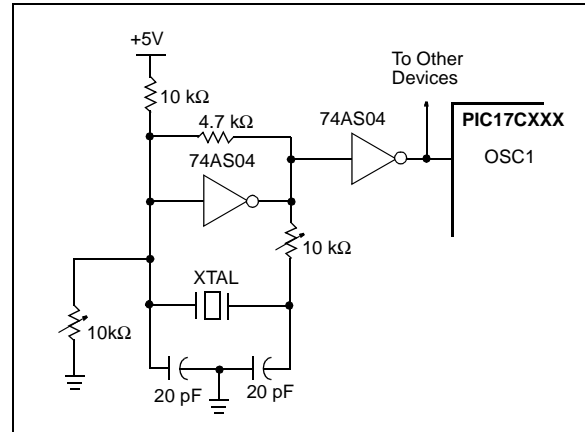 +5V
To Other
Devices
10 kΩ
4.7 kΩ
74AS04
PIC17CXXX
74AS04
OSC1
10 kΩ
XTAL
10kΩ
20 pF
20 pF